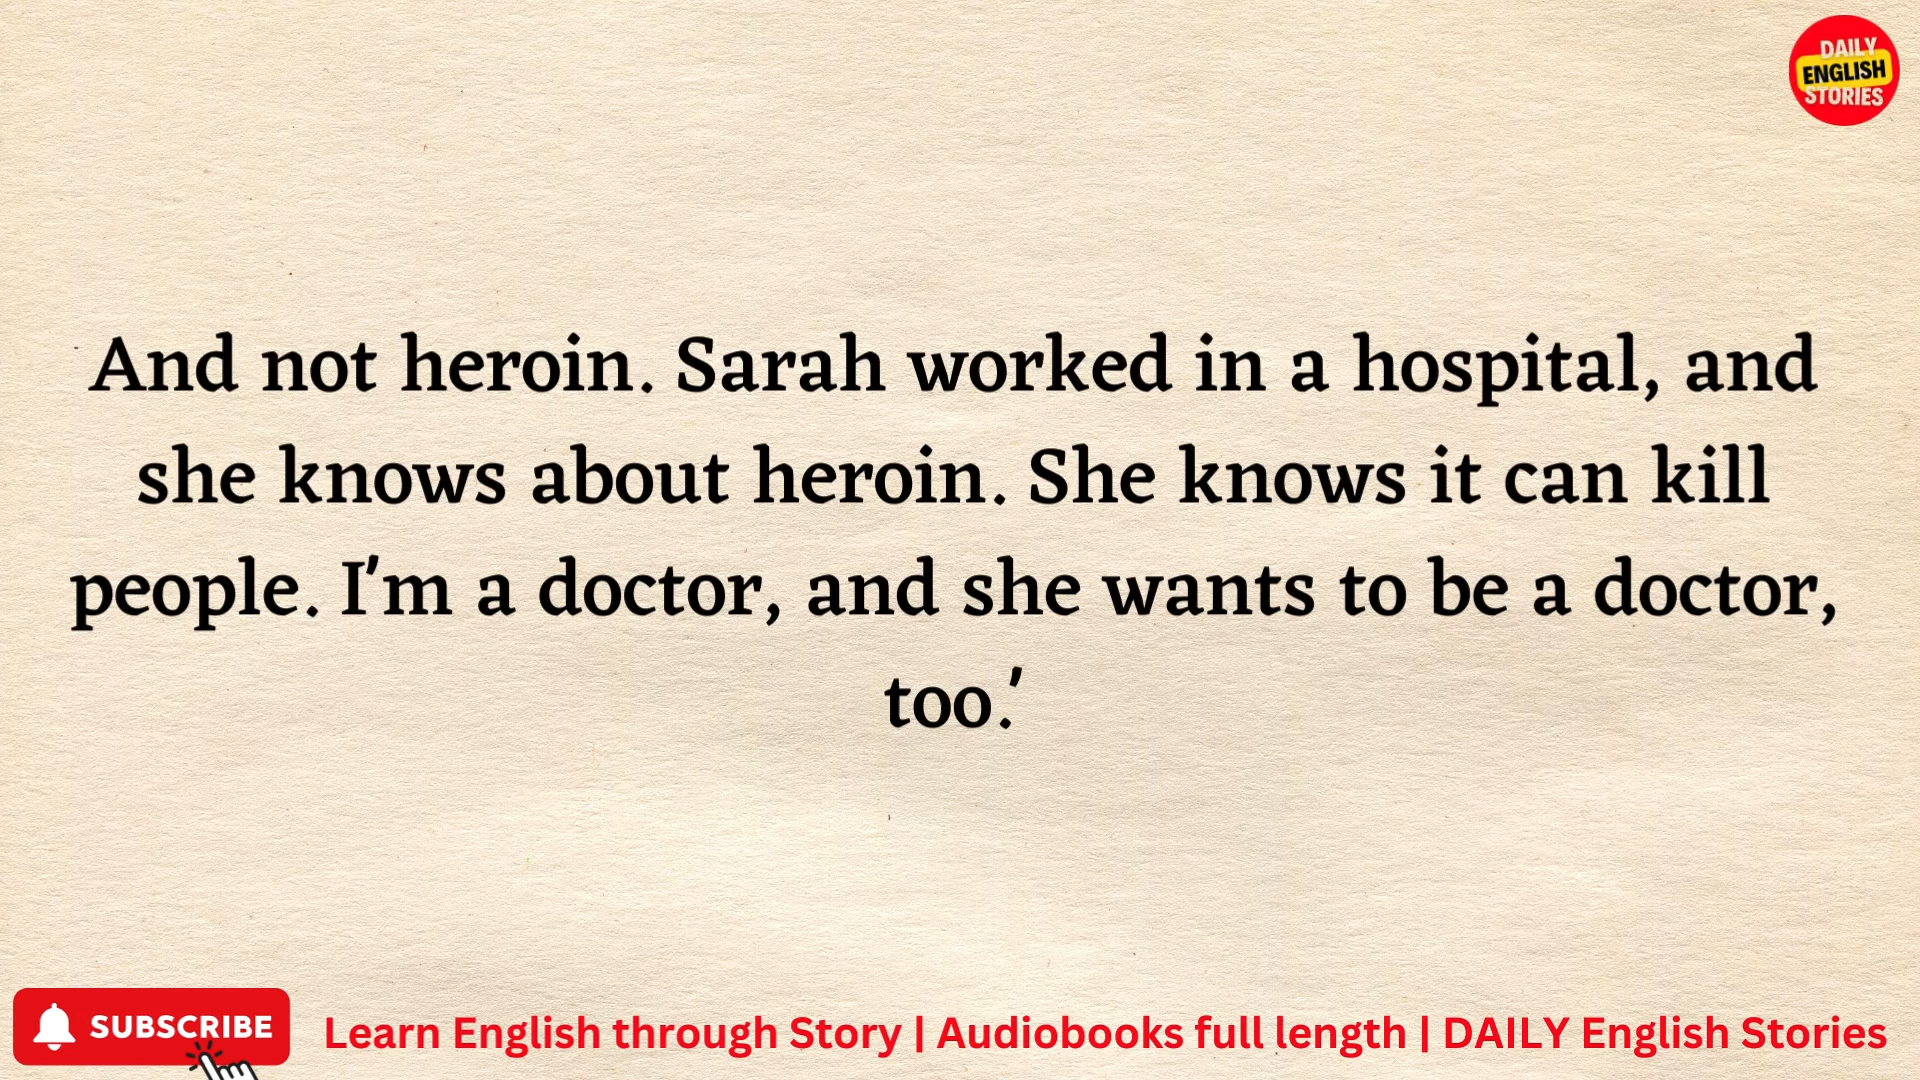 DAILY
ENGLISH
STORIES
And not heroin. Sarah worked in a hospital, and
she knows about heroin. She knows it can kill
people. I'm a doctor, and she wants to be a doctor,
too.'
SUBSCRIBE
Learn English through Story | Audiobooks full length | DAILY English Stories